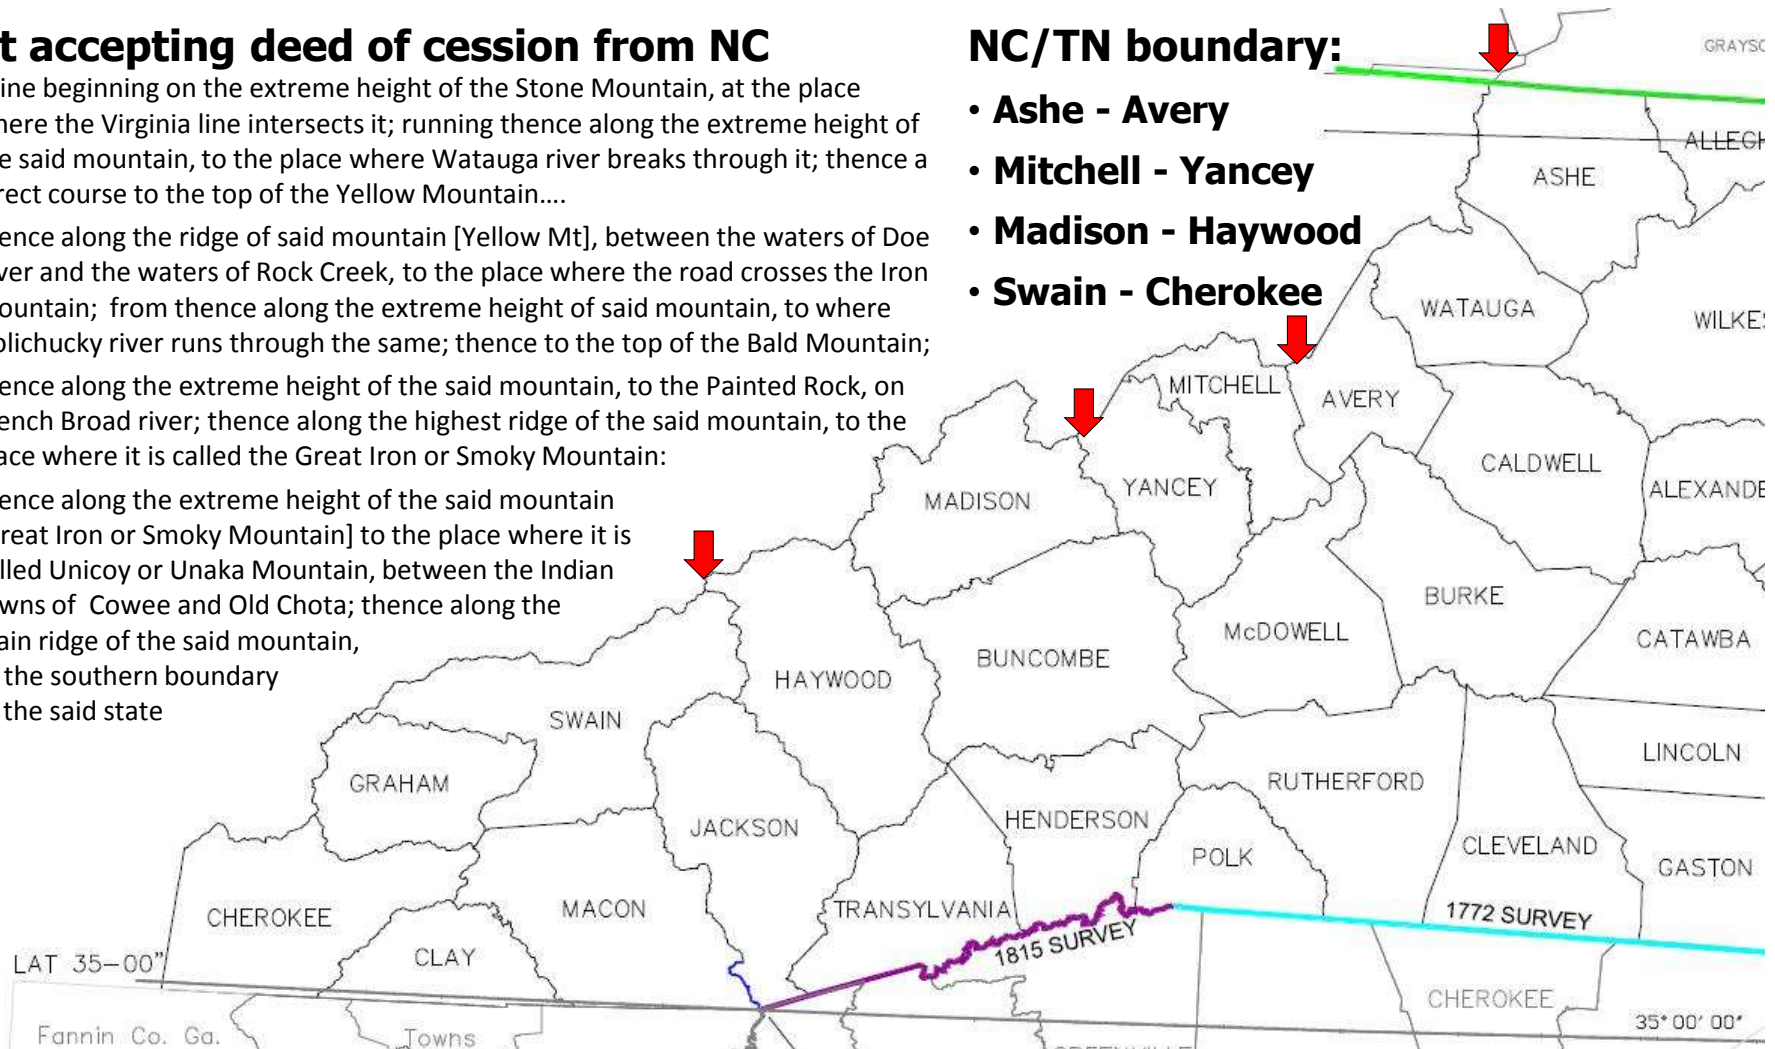 t accepting deed of cession from NC
ine beginning on the extreme height of the Stone Mountain, at the place
here the Virginia line intersects it; running thence along the extreme height of
e said mountain, to the place where Watauga river breaks through it; thence a
rect course to the top of the Yellow Mountain....
ence along the ridge of said mountain [Yellow Mt], between the waters of Doe
ver and the waters of Rock Creek, to the place where the road crosses the Iron
ountain; from thence along the extreme height of said mountain, to where
olichucky river runs through the same; thence to the top of the Bald Mountain;
ence along the extreme height of the said mountain, to the Painted Rock, on
ench Broad river; thence along the highest ridge of the said mountain, to the
ace where it is called the Great Iron or Smoky Mountain:
ence along the extreme height of the said mountain
reat Iron or Smoky Mountain] to the place where it is
lled Unicoy or Unaka Mountain, between the Indian
wns of Cowee and Old Chota; thence along the
ain ridge of the said mountain,
the southern boundary
the said state
NC/TN boundary:
• Ashe - Avery
• Mitchell - Yancey
• Madison - Haywood
• Swain - Cherokee
GRAYSO
ALLEGH
ASHE
WATAUGA
WILKES
MITCHELL
AVERY
CALDWELL
ALEXANDE
MADISON
YANCEY
BURKE
McDOWELL
CATAWBA
BUNCOMBE
HAYWOOD
SWAIN
LINCOLN
GRAHAM
RUTHERFORD
JACKSON
HENDERSON
CLEVELAND
POLK
GASTON
CHEROKEE
MACON
TRANSYLVANIA
1772 SURVEY
1815 SURVEY
CLAY
LAT 35-00"
CHEROKEE
35° 00' 00"
Fannin Co. Ga.
Towns
GREENVILLE